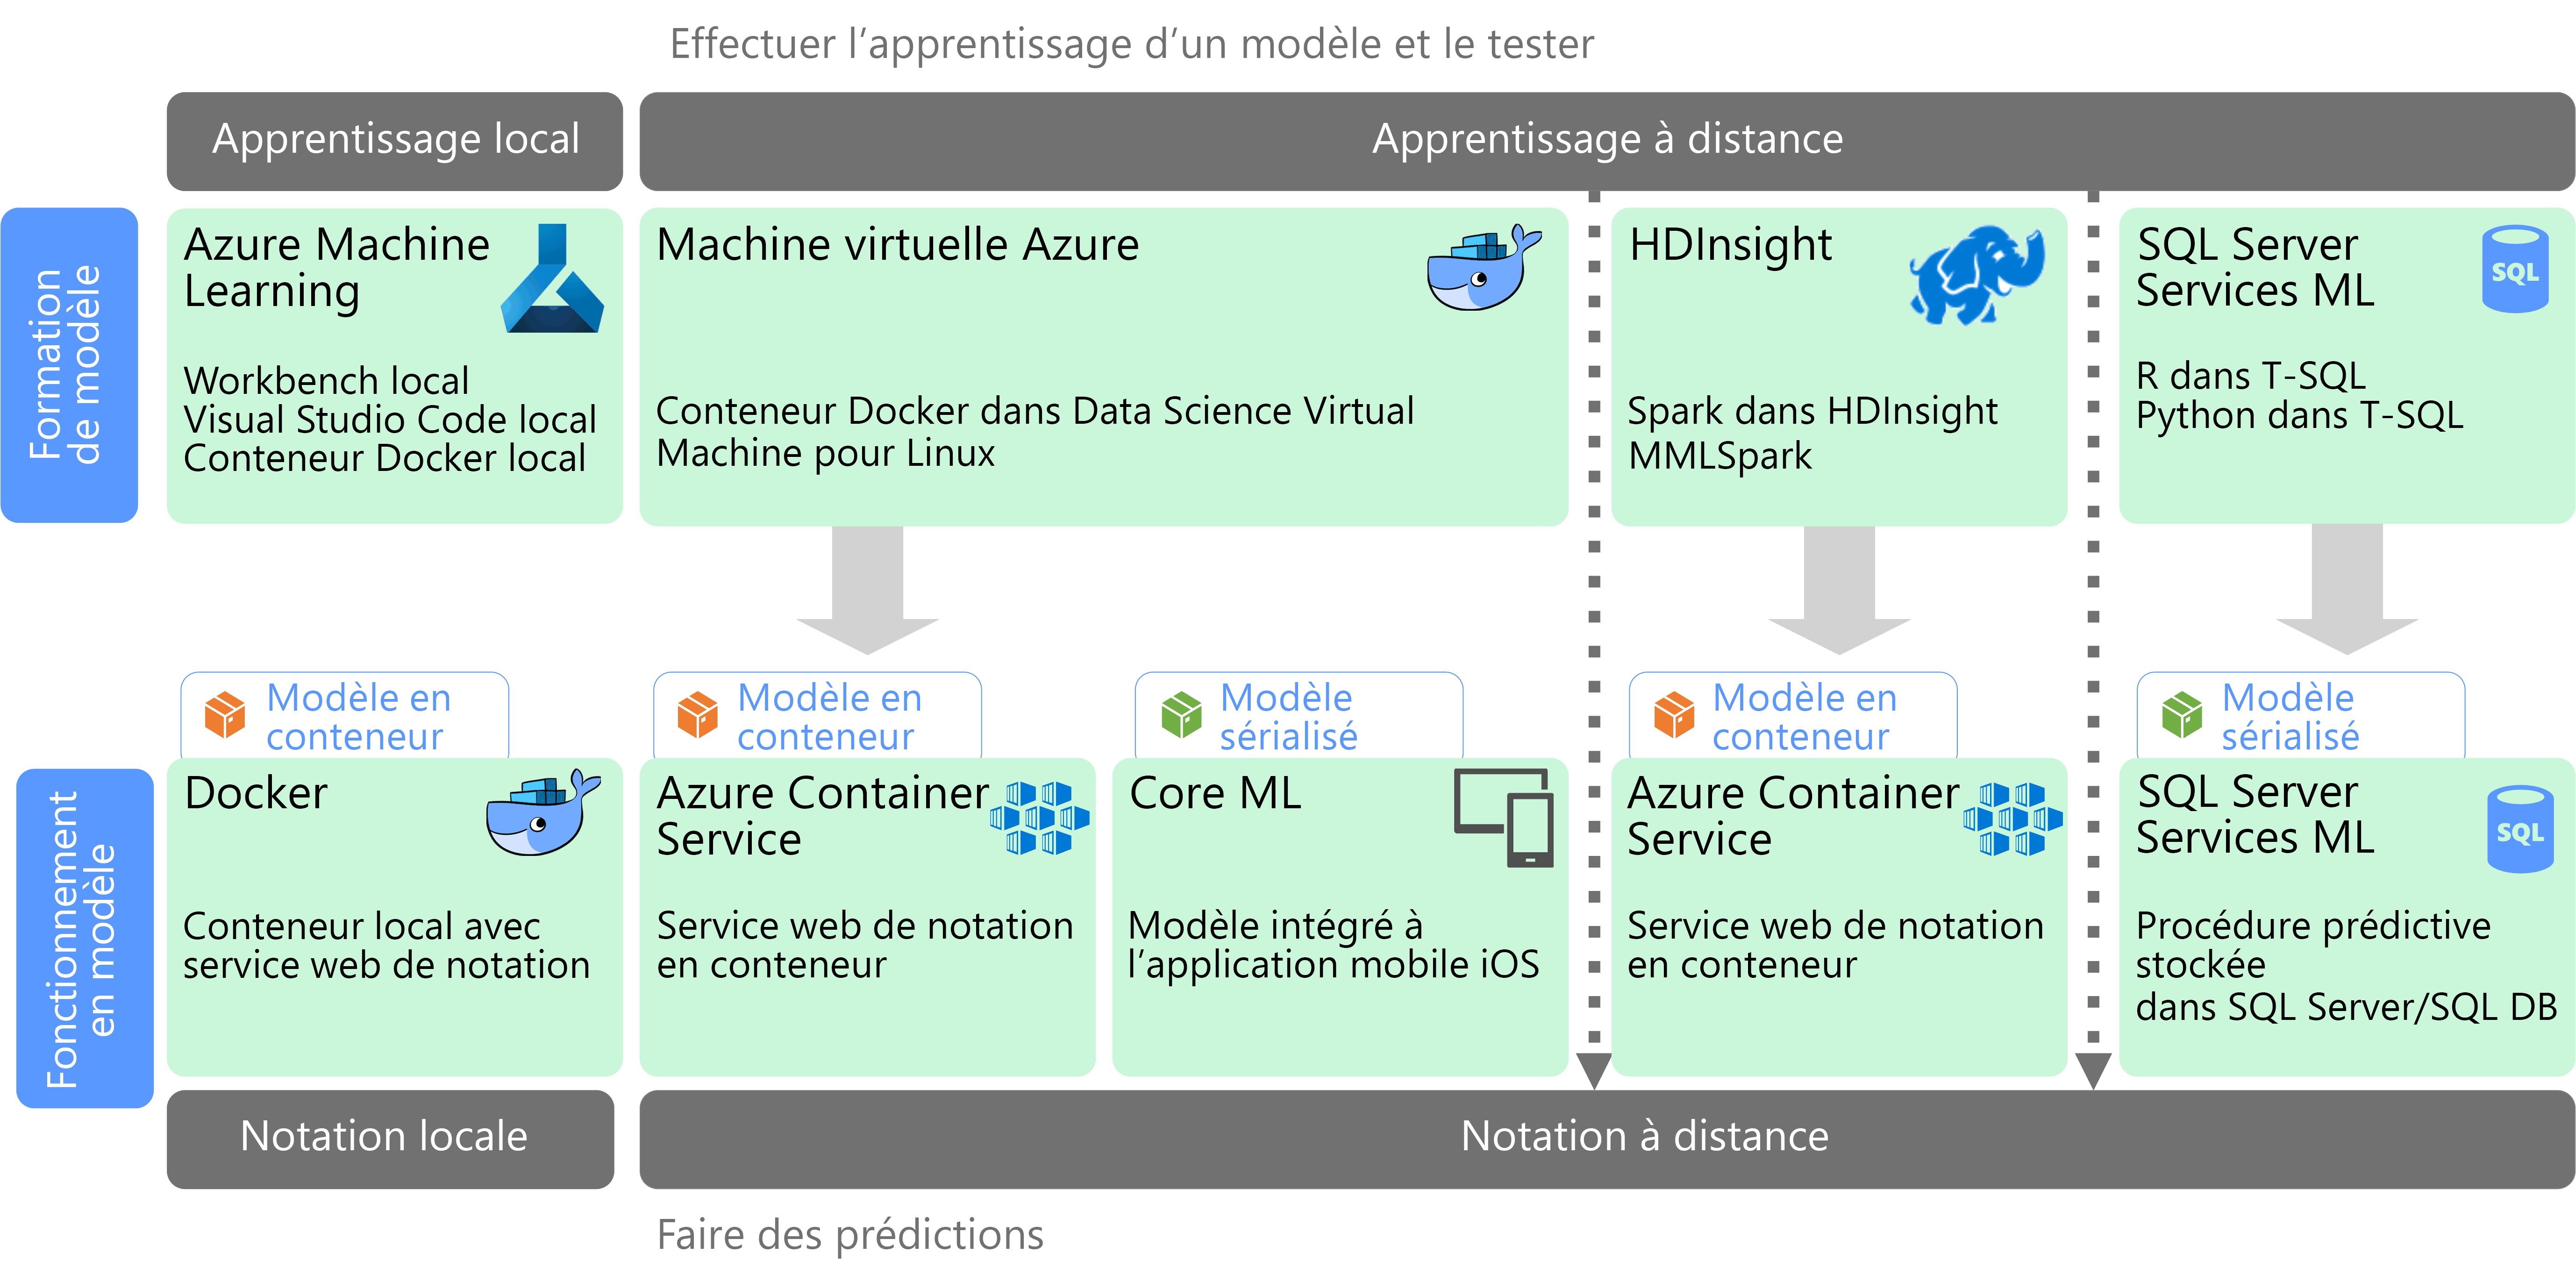 Effectuer l’apprentissage d’un modèle et le tester
Apprentissage local
Apprentissage à distance
Formation
de modèle
Azure Machine
Learning
Workbench local
Visual Studio Code local
Conteneur Docker local
Machine virtuelle Azure
Conteneur Docker dans Data Science Virtual
Machine pour Linux
HDInsight
Spark dans HDInsight
MMLSpark
SQL Server
Services ML
SQL
R dans T-SQL
Python dans T-SQL
Fonctionnement
en modèle
Modèle en
conteneur
Docker
Conteneur local avec
service web de notation
Modèle en
conteneur
Azure Container
Service
Service web de notation
en conteneur
Modèle
sérialisé
Core ML
Modèle intégré à
l’application mobile iOS
Modèle en
conteneur
Azure Container
Service
Service web de notation
en conteneur
Modèle
sérialisé
SQL Server
Services ML
SQL
Procédure prédictive
stockée
dans SQL Server/SQL DB
Notation locale
Notation à distance
Faire des prédictions